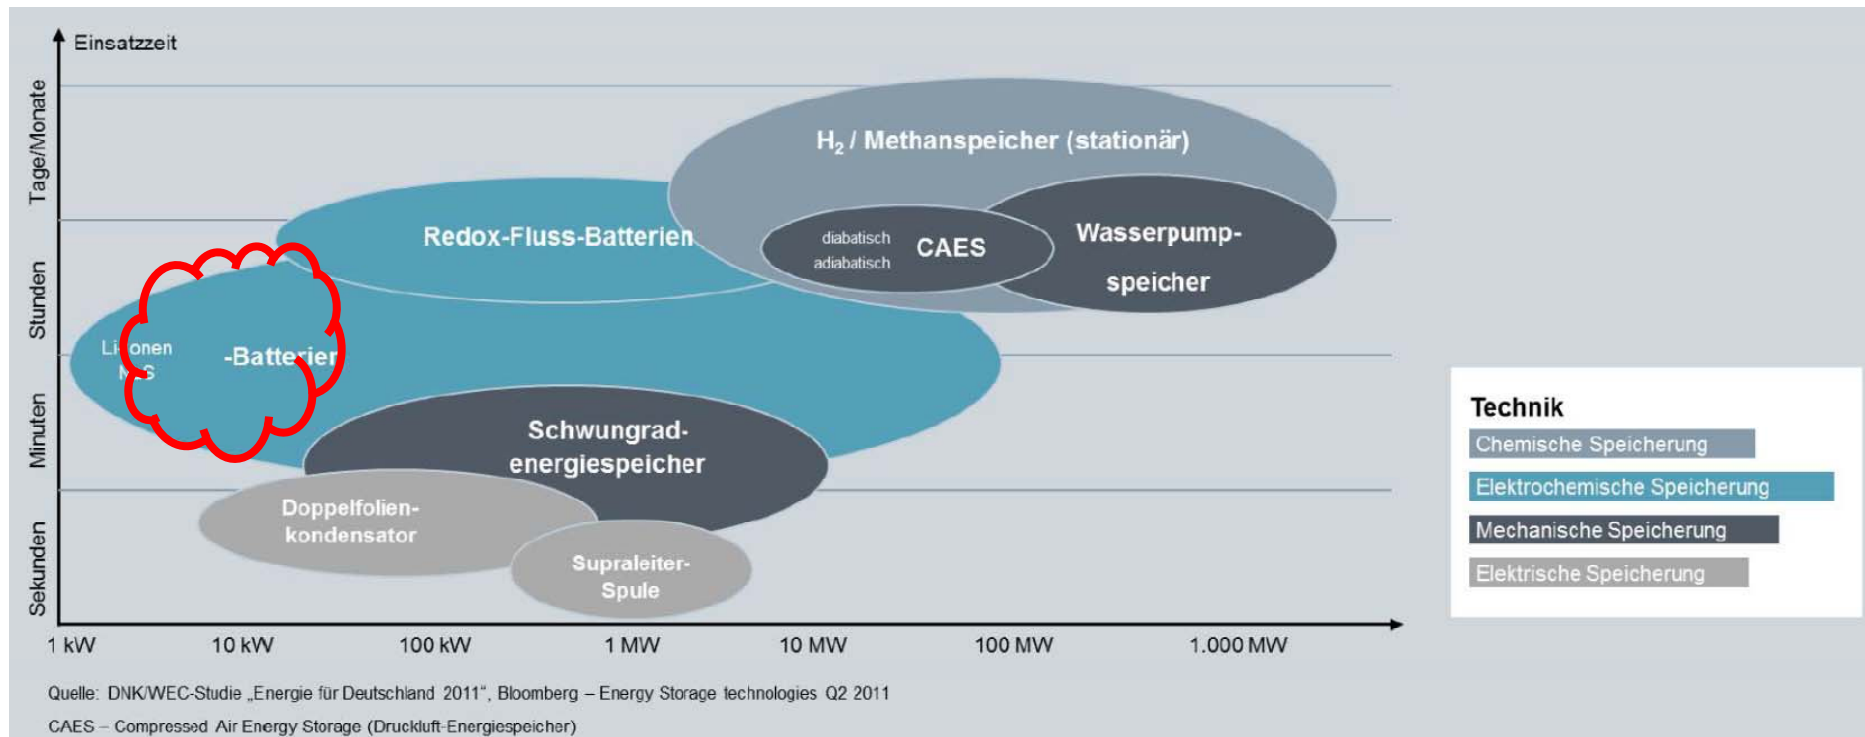 Einsatzzeit
Tage/Monate
Stunden
Minuten
Sekunden
H₂ / Methanspeicher (stationär)
Redox-Fluss-Batterien
diabatisch
adiabatisch
CAES
Wasserpump-
speicher
-Batterien
Schwungrad-
energiespeicher
Doppelfolien-
kondensator
Supraleiter-
Spule
1 kW 10 kW 100 kW 1 MW 10 MW 100 MW 1.000 MW
Technik
Chemische Speicherung
Elektrochemische Speicherung
Mechanische Speicherung
Elektrische Speicherung
Quelle: DNK/WEC-Studie „Energie für Deutschland 2011“, Bloomberg – Energy Storage technologies Q2 2011
CAES – Compressed Air Energy Storage (Druckluft-Energiespeicher)